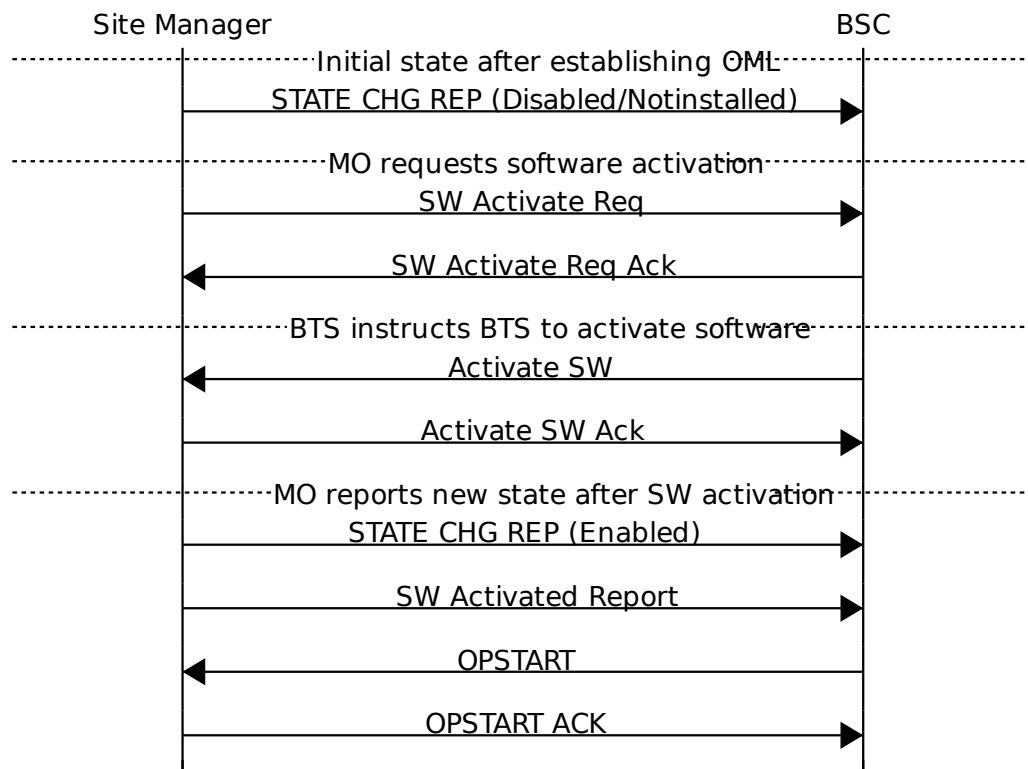 Site Manager BSC
Initial state after establishing OML
STATE CHG REP (Disabled/Notinstalled)
MO requests software activation
SW Activate Req
SW Activate Req Ack
BTS instructs BTS to activate software
Activate SW
Activate SW Ack
MO reports new state after SW activation
STATE CHG REP (Enabled)
SW Activated Report
OPSTART
OPSTART ACK